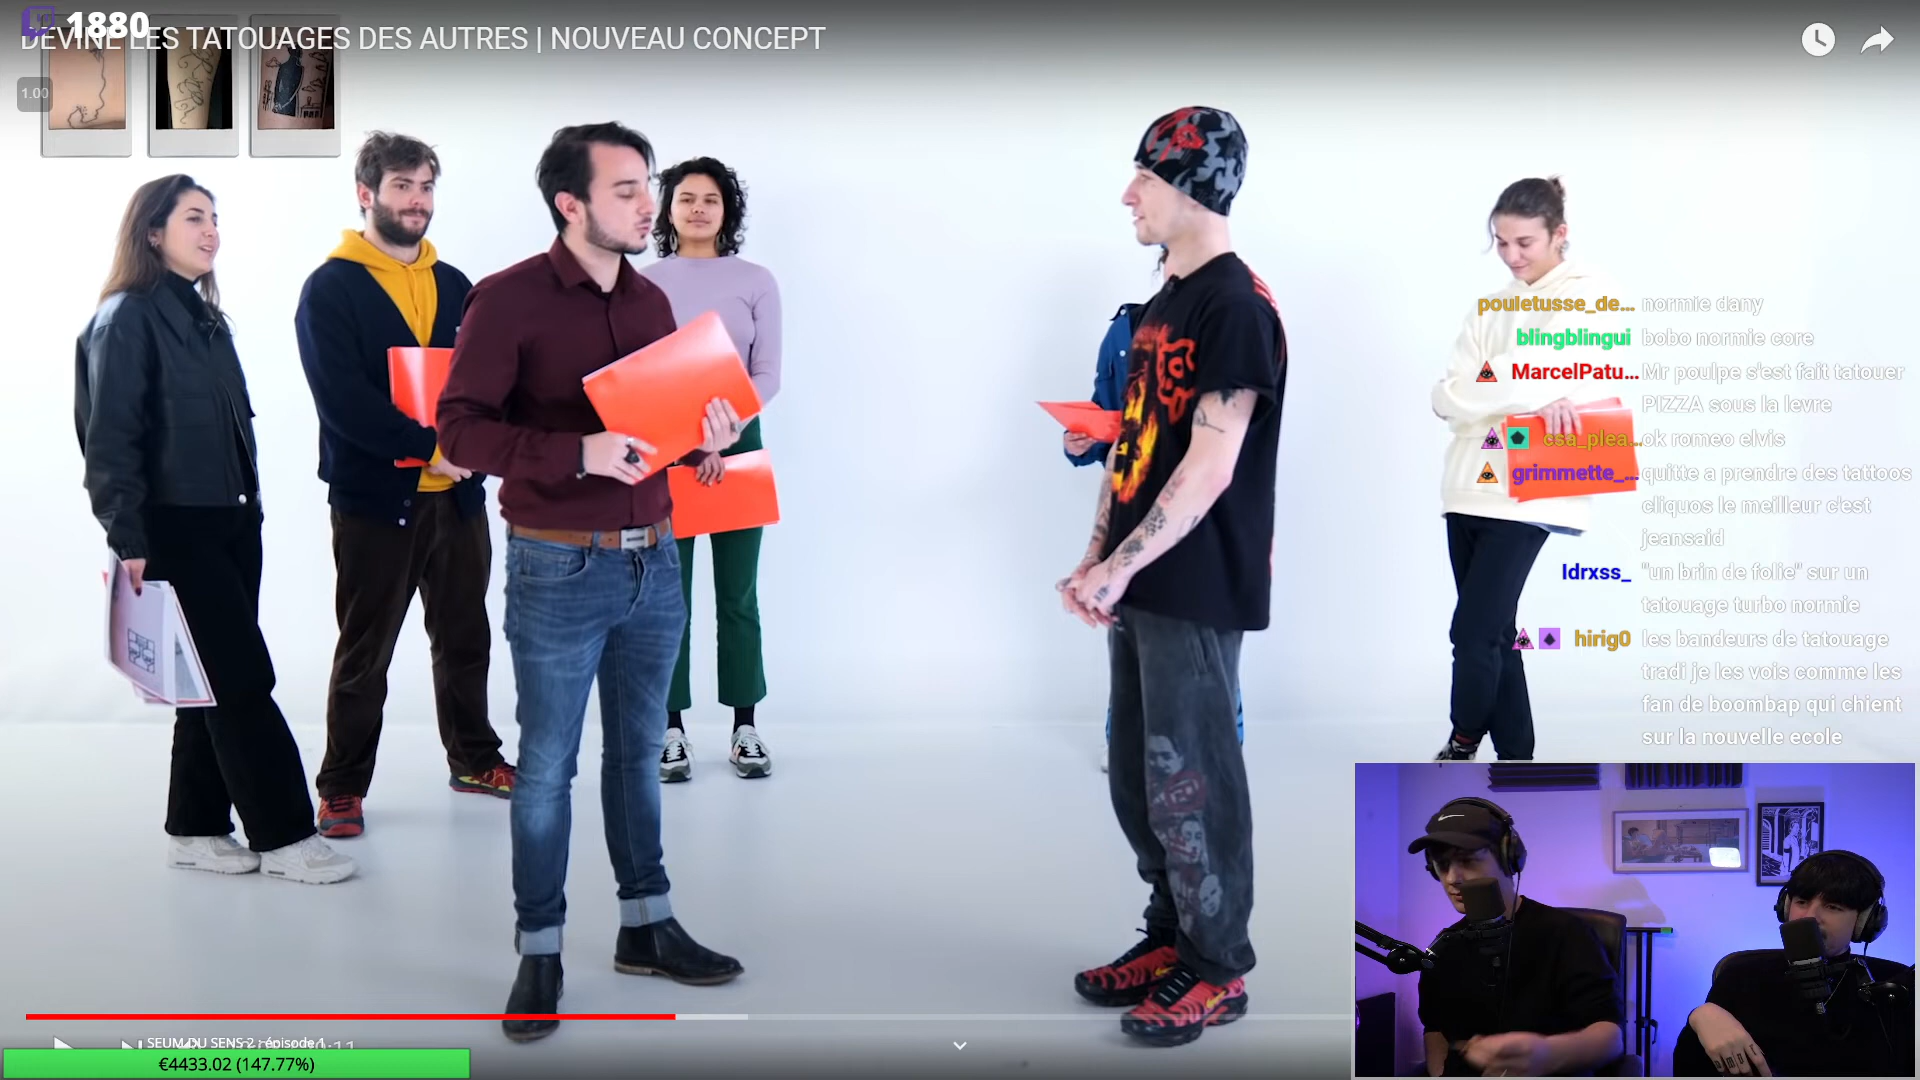 1880
DEVINE LES TATOUAGES DES AUTRES | NOUVEAU CONCEPT
1.00
pouletusse_de... normie dany
blingblingui bobo normie core
MarcelPatu... Mr poulpe s'est fait tatouer
PIZZA sous la levre
csa_plea... ok romeo elvis
grimmette_... quitte a prendre des tattoos
cliquos le meilleur c'est
jeansaid
ldrxss_ "un brin de folie" sur un
tatouage turbo normie
hirig0 les bandeurs de tatouage
tradi je les vois comme les
fan de boombap qui chient
sur la nouvelle ecole
SEUM DU SENS 2 : épisode 1
€4433.02 (147.77%)